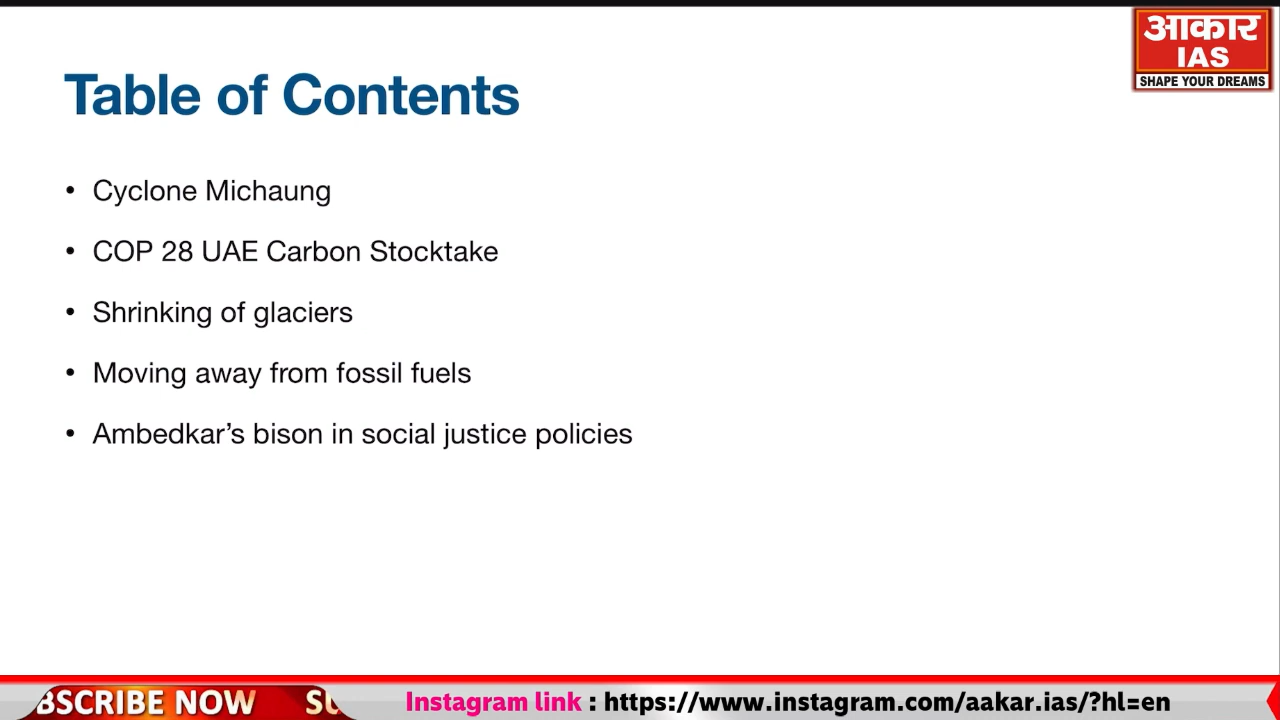 आकार
IAS
SHAPE YOUR DREAMS
Table of Contents
• Cyclone Michaung
• COP 28 UAE Carbon Stocktake
• Shrinking of glaciers
• Moving away from fossil fuels
• Ambedkar’s bison in social justice policies
BSCRIBE NOW SU Instagram link : https://www.instagram.com/aakar.ias/?hl=en